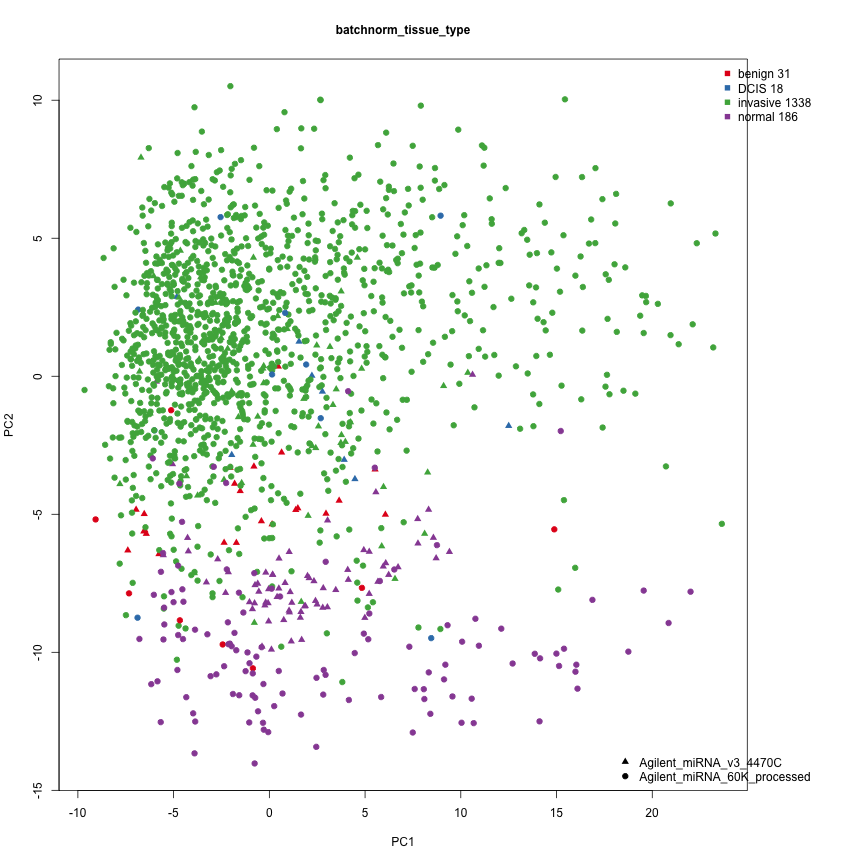 batchnorm_tissue_type
benign 31
DCIS 18
invasive 1338
normal 186
10
5
0
-5
-10
-15
PC2
Agilent_miRNA_v3_4470C
Agilent_miRNA_60K_processed
-10 -5 0 5 10 15 20
PC1